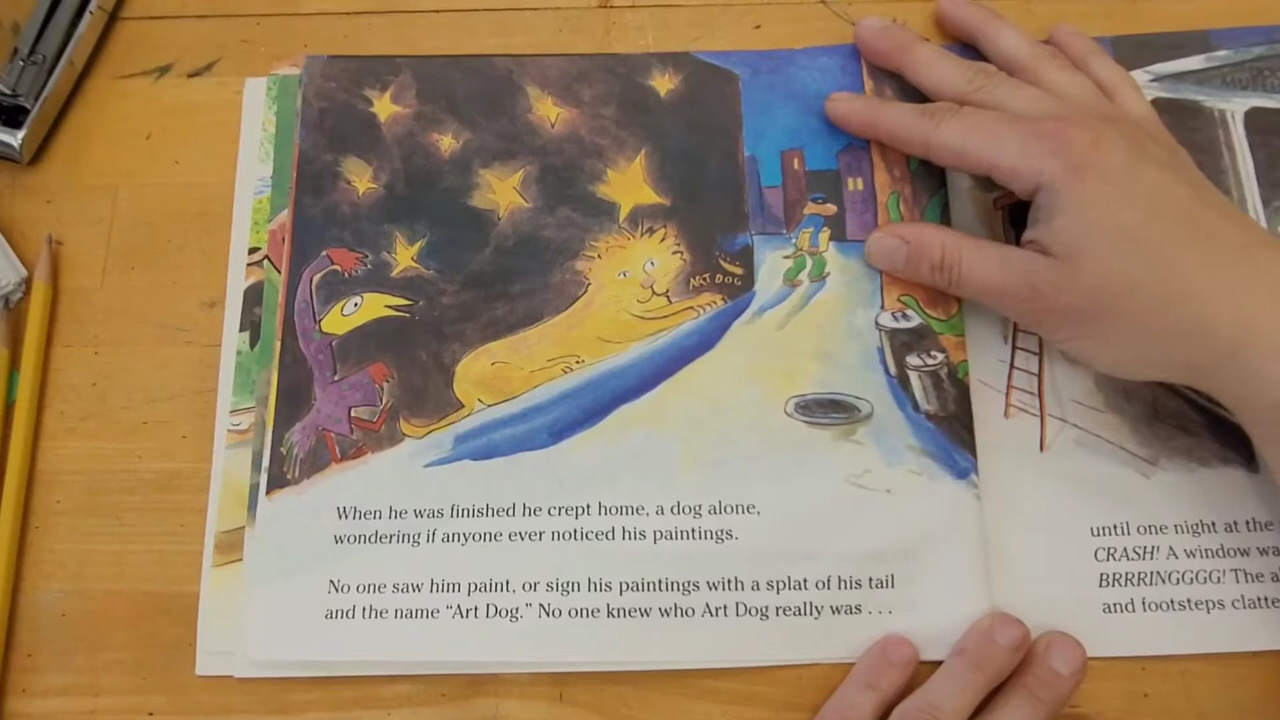 ART DOG
When he was finished he crept home, a dog alone,
wondering if anyone ever noticed his paintings.
No one saw him paint, or sign his paintings with a splat of his tail
and the name “Art Dog.” No one knew who Art Dog really was . . .
until one night at the
CRASH! A window
BRRRINGGGG! The
and footsteps